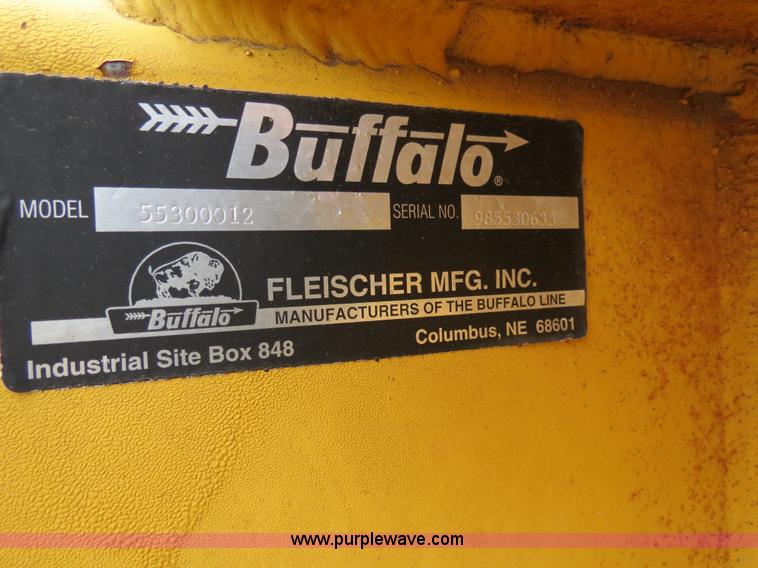 Buffalo®
MODEL 55300012 SERIAL NO. 985530633
Buffalo
FLEISCHER MFG. INC.
MANUFACTURERS OF THE BUFFALO LINE
Industrial Site Box 848 Columbus, NE 68601
www.purplewave.com